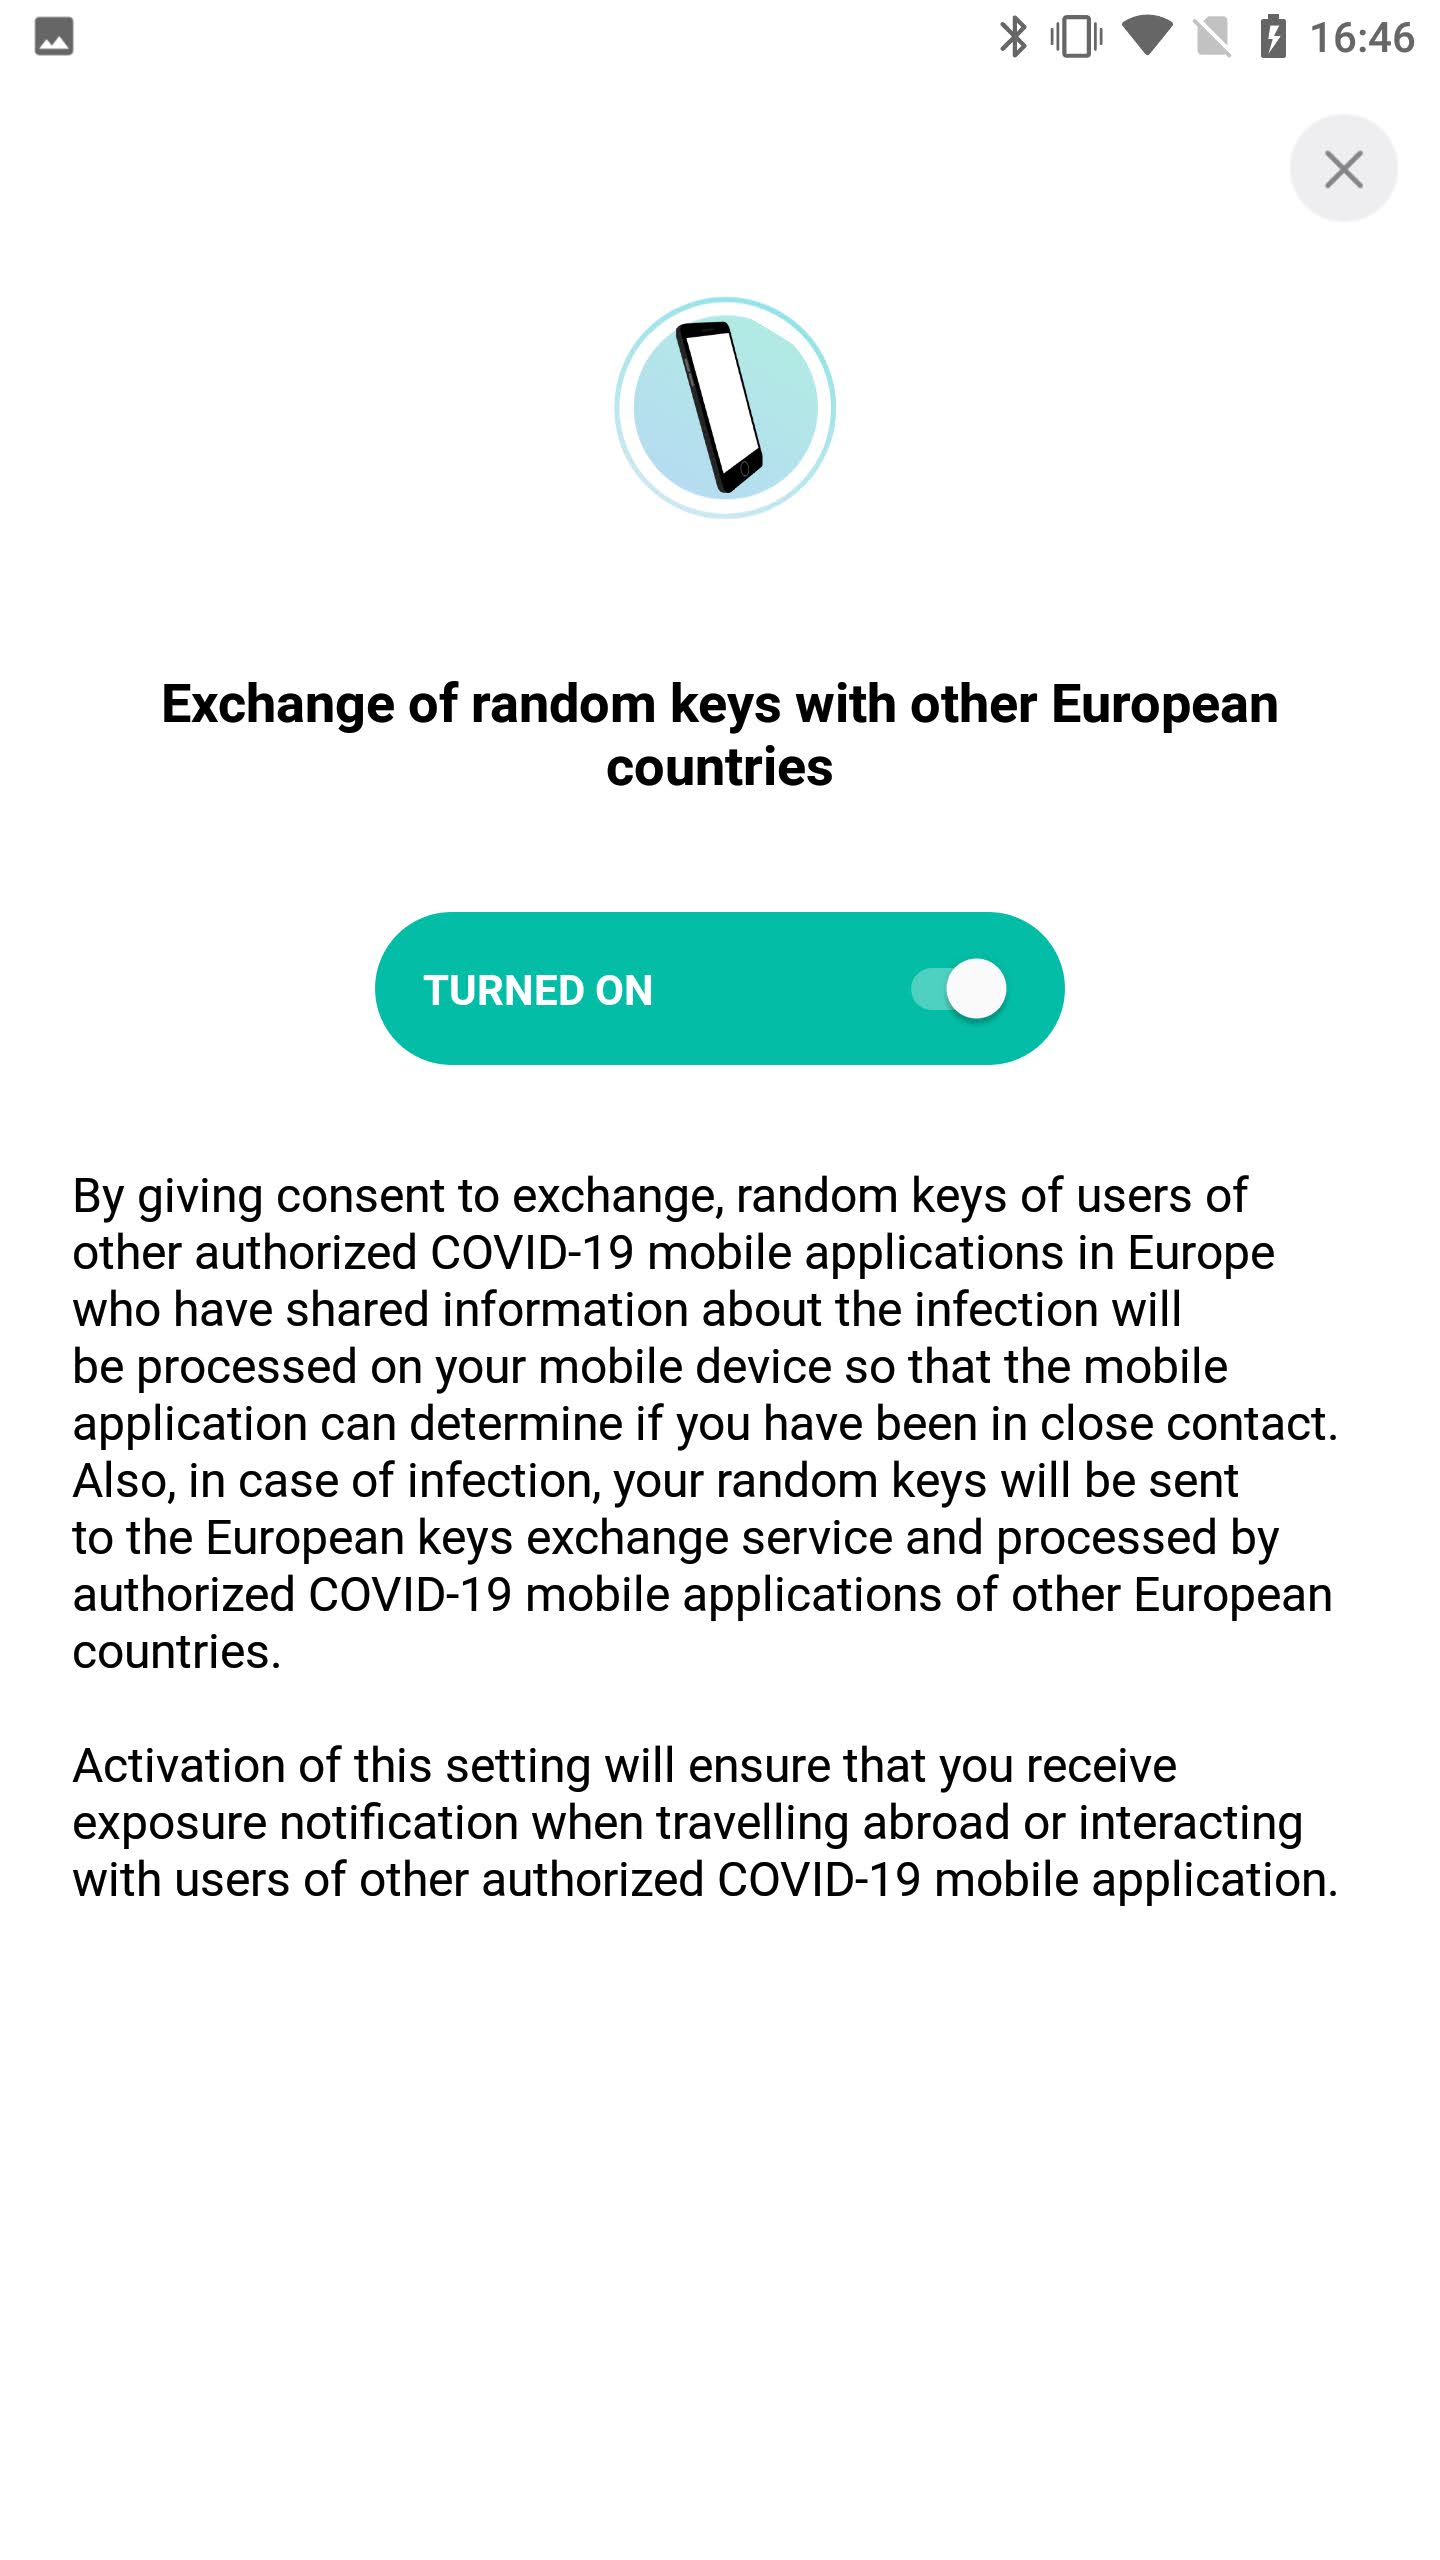 16:46
Exchange of random keys with other European
countries
TURNED ON
By giving consent to exchange, random keys of users of
other authorized COVID-19 mobile applications in Europe
who have shared information about the infection will
be processed on your mobile device so that the mobile
application can determine if you have been in close contact.
Also, in case of infection, your random keys will be sent
to the European keys exchange service and processed by
authorized COVID-19 mobile applications of other European
countries.
Activation of this setting will ensure that you receive
exposure notification when travelling abroad or interacting
with users of other authorized COVID-19 mobile application.